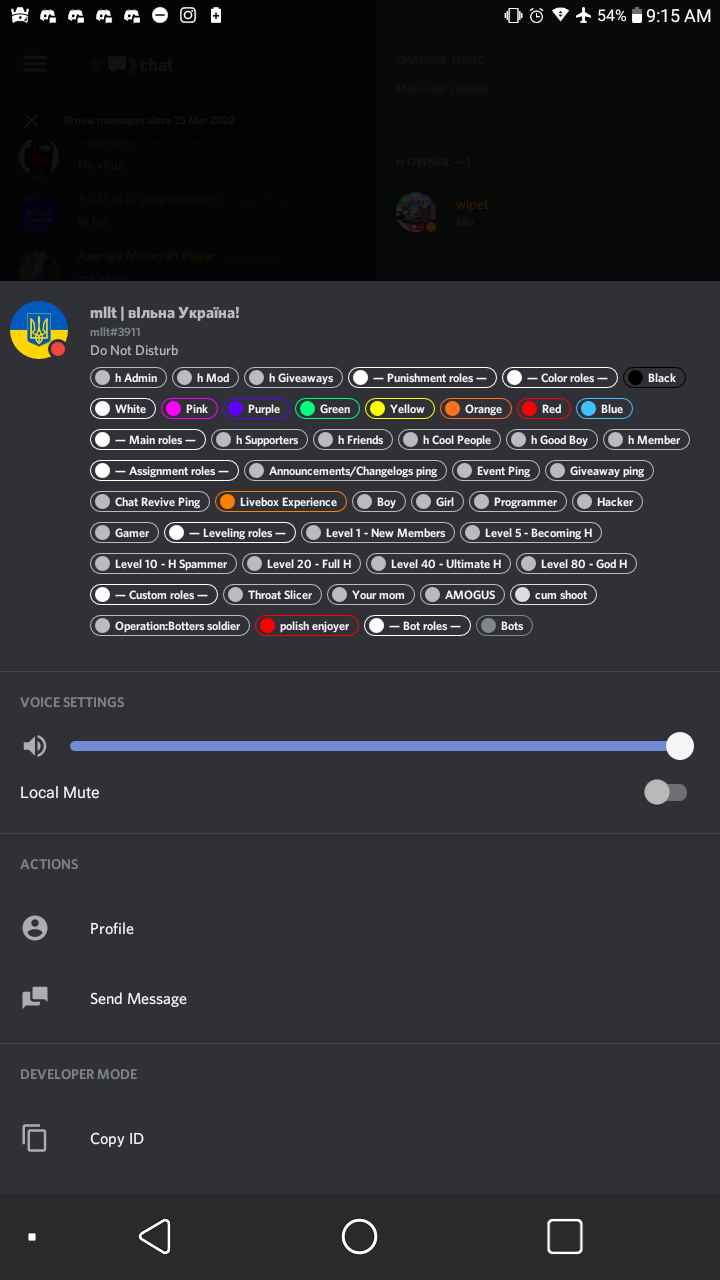 54% 9:15 AM
# chat
CHANNEL TOPIC
Main chat channel
19 new messages since 25 Mar 2022
No virus
H OWNER — 1
AG5516 (h gang member)
fo fee
wipet
Idle
Average Minecraft Player
mllt | вІльна Україна!
mllt#3911
Do Not Disturb
h Admin h Mod h Giveaways — Punishment roles — — Color roles — Black
White Pink Purple Green Yellow Orange Red Blue
— Main roles — h Supporters h Friends h Cool People h Good Boy h Member
— Assignment roles — Announcements/Changelogs ping Event Ping Giveaway ping
Chat Revive Ping Livebox Experience Boy Girl Programmer Hacker
Gamer — Leveling roles — Level 1 - New Members Level 5 - Becoming H
Level 10 - H Spammer Level 20 - Full H Level 40 - Ultimate H Level 80 - God H
— Custom roles — Throat Slicer Your mom AMOGUS cum shoot
Operation:Botters soldier polish enjoyer — Bot roles — Bots
VOICE SETTINGS
Local Mute
ACTIONS
Profile
Send Message
DEVELOPER MODE
Copy ID